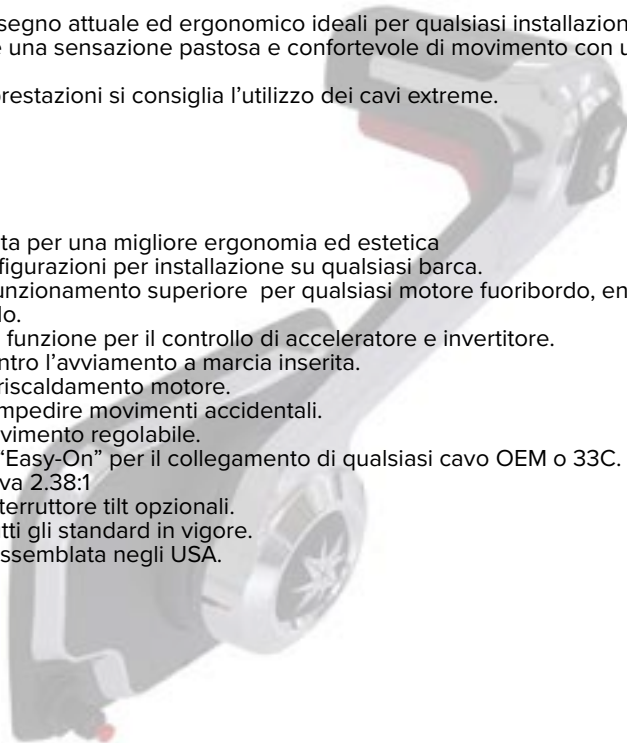 segno attuale ed ergonomico ideali per qualsiasi installazion
e una sensazione pastosa e confortevole di movimento con u
prestazioni si consiglia l'utilizzo dei cavi extreme.
ta per una migliore ergonomia ed estetica
figurazioni per installazione su qualsiasi barca.
unzionamento superiore  per qualsiasi motore fuoribordo, en
do.
funzione per il controllo di acceleratore e invertitore.
ntro l'avviamento a marcia inserita.
riscaldamento motore.
mpedire movimenti accidentali.
vimento regolabile.
“Easy-On” per il collegamento di qualsiasi cavo OEM o 33C.
va 2.38:1
terruttore tilt opzionali.
tti gli standard in vigore.
ssemblata negli USA.